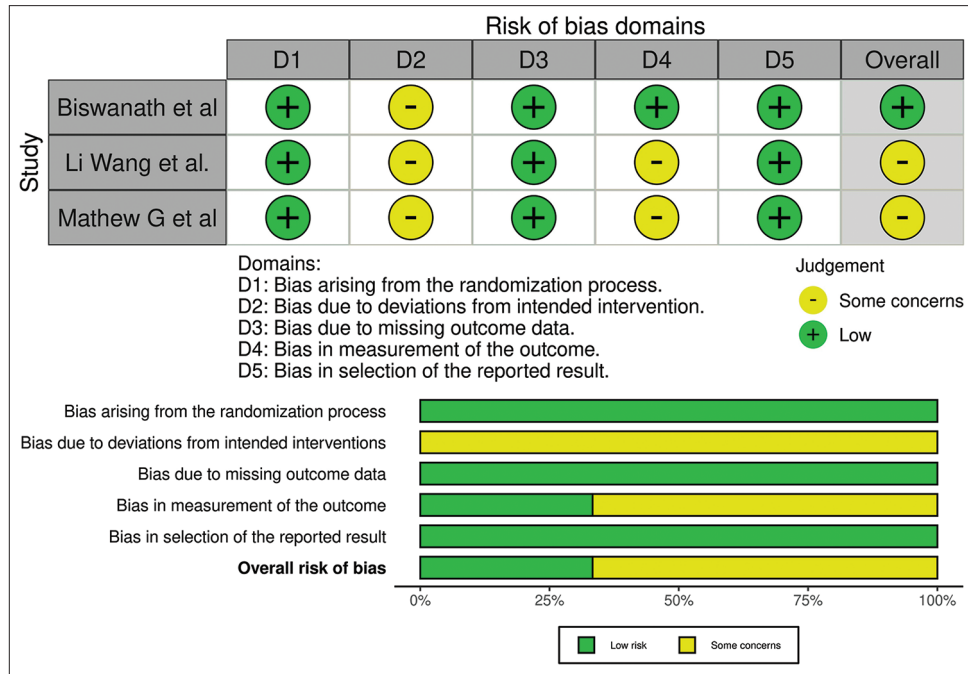 Risk of bias domains
D1 D2 D3 D4 D5 Overall
Study
Biswanath et al + - + + + +
Li Wang et al. + - + - + -
Mathew G et al + - + - + -
Domains:
D1: Bias arising from the randomization process.
D2: Bias due to deviations from intended intervention.
D3: Bias due to missing outcome data.
D4: Bias in measurement of the outcome.
D5: Bias in selection of the reported result.
Judgement
- Some concerns
+ Low
Bias arising from the randomization process
Bias due to deviations from intended interventions
Bias due to missing outcome data
Bias in measurement of the outcome
Bias in selection of the reported result
Overall risk of bias
0% 25% 50% 75% 100%
Low risk Some concerns